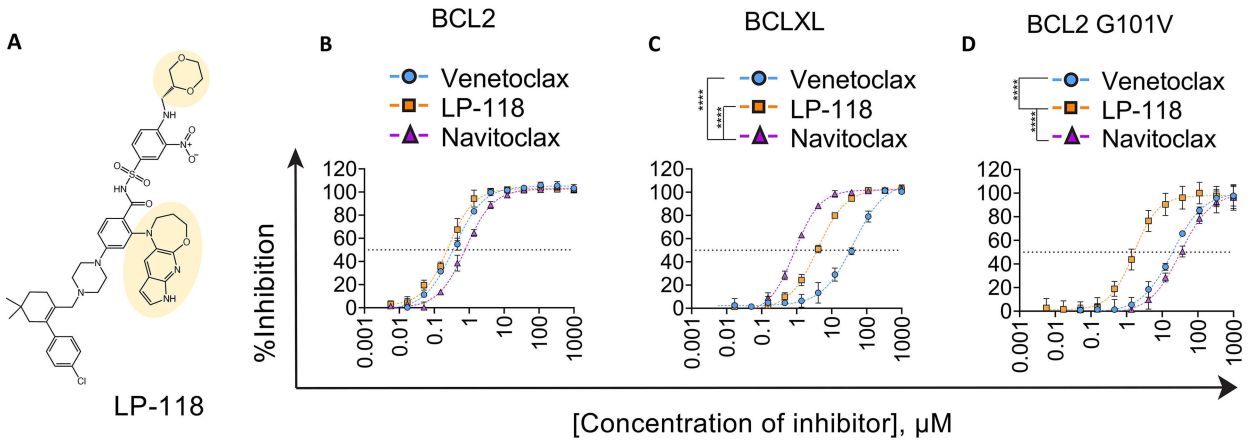 A
O
O
NH
O
N+
O-
S
O
O
HN
O
N
O
N
NH
N
N
Cl
LP-118
B
BCL2
Venetoclax
LP-118
Navitoclax
%Inhibition
120
100
80
60
40
20
0
0.001
0.01
0.1
1
10
100
1000
C
BCLXL
Venetoclax
LP-118
Navitoclax
****
****
120
100
80
60
40
20
0
0.001
0.01
0.1
1
10
100
1000
D
BCL2 G101V
Venetoclax
LP-118
Navitoclax
****
****
120
100
80
60
40
20
0
0.001
0.01
0.1
1
10
100
1000
[Concentration of inhibitor], µM